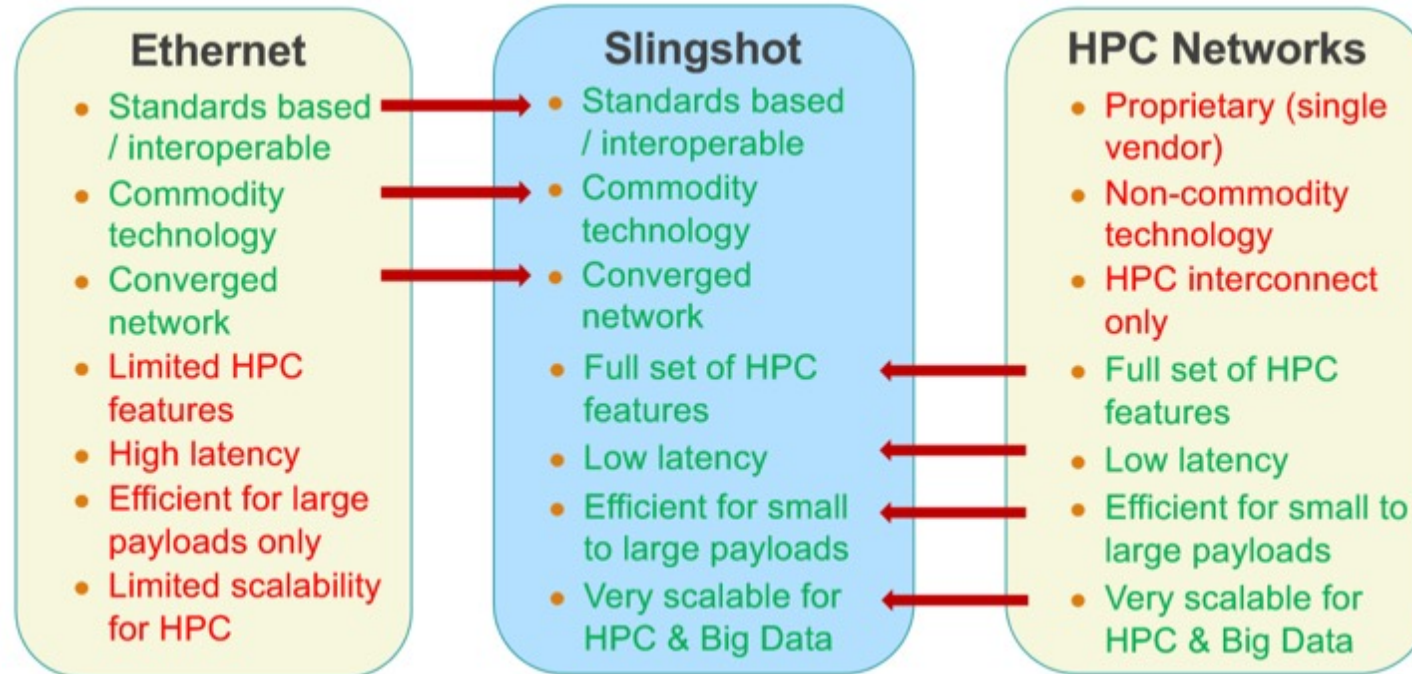 Ethernet
• Standards based
/ interoperable
• Commodity
technology
• Converged
network
• Limited HPC
features
• High latency
• Efficient for large
payloads only
• Limited scalability
for HPC
Slingshot
• Standards based
/ interoperable
• Commodity
technology
• Converged
network
• Full set of HPC
features
• Low latency
• Efficient for small
to large payloads
• Very scalable for
HPC & Big Data
HPC Networks
• Proprietary (single
vendor)
• Non-commodity
technology
• HPC interconnect
only
• Full set of HPC
features
• Low latency
• Efficient for small to
large payloads
• Very scalable for
HPC & Big Data